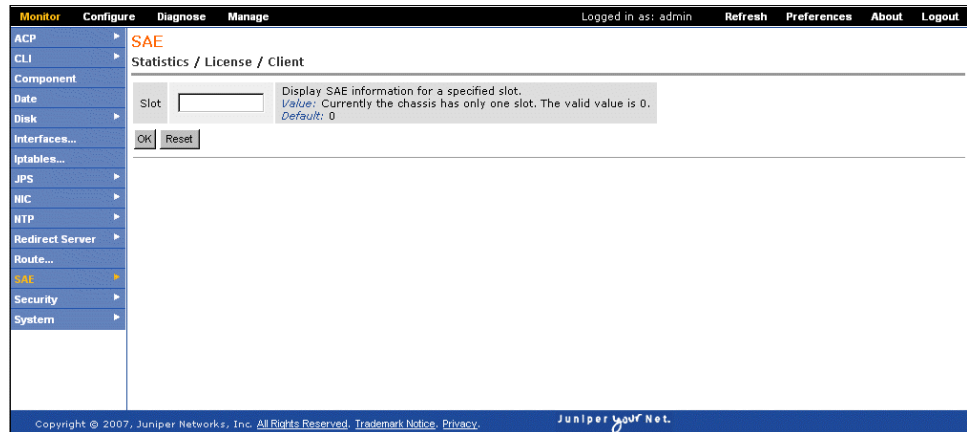 Monitor Configure Diagnose Manage Logged in as: admin Refresh Preferences About Logout
ACP
CLI
Component
Date
Disk
Interfaces...
Iptables...
JPS
NIC
NTP
Redirect Server
Route...
SAE
Security
System
SAE
Statistics / License / Client
Slot
Display SAE information for a specified slot.
Value: Currently the chassis has only one slot. The valid value is 0.
Default: 0
OK Reset
Copyright © 2007, Juniper Networks, Inc. All Rights Reserved. Trademark Notice. Privacy.
Juniper your Net.